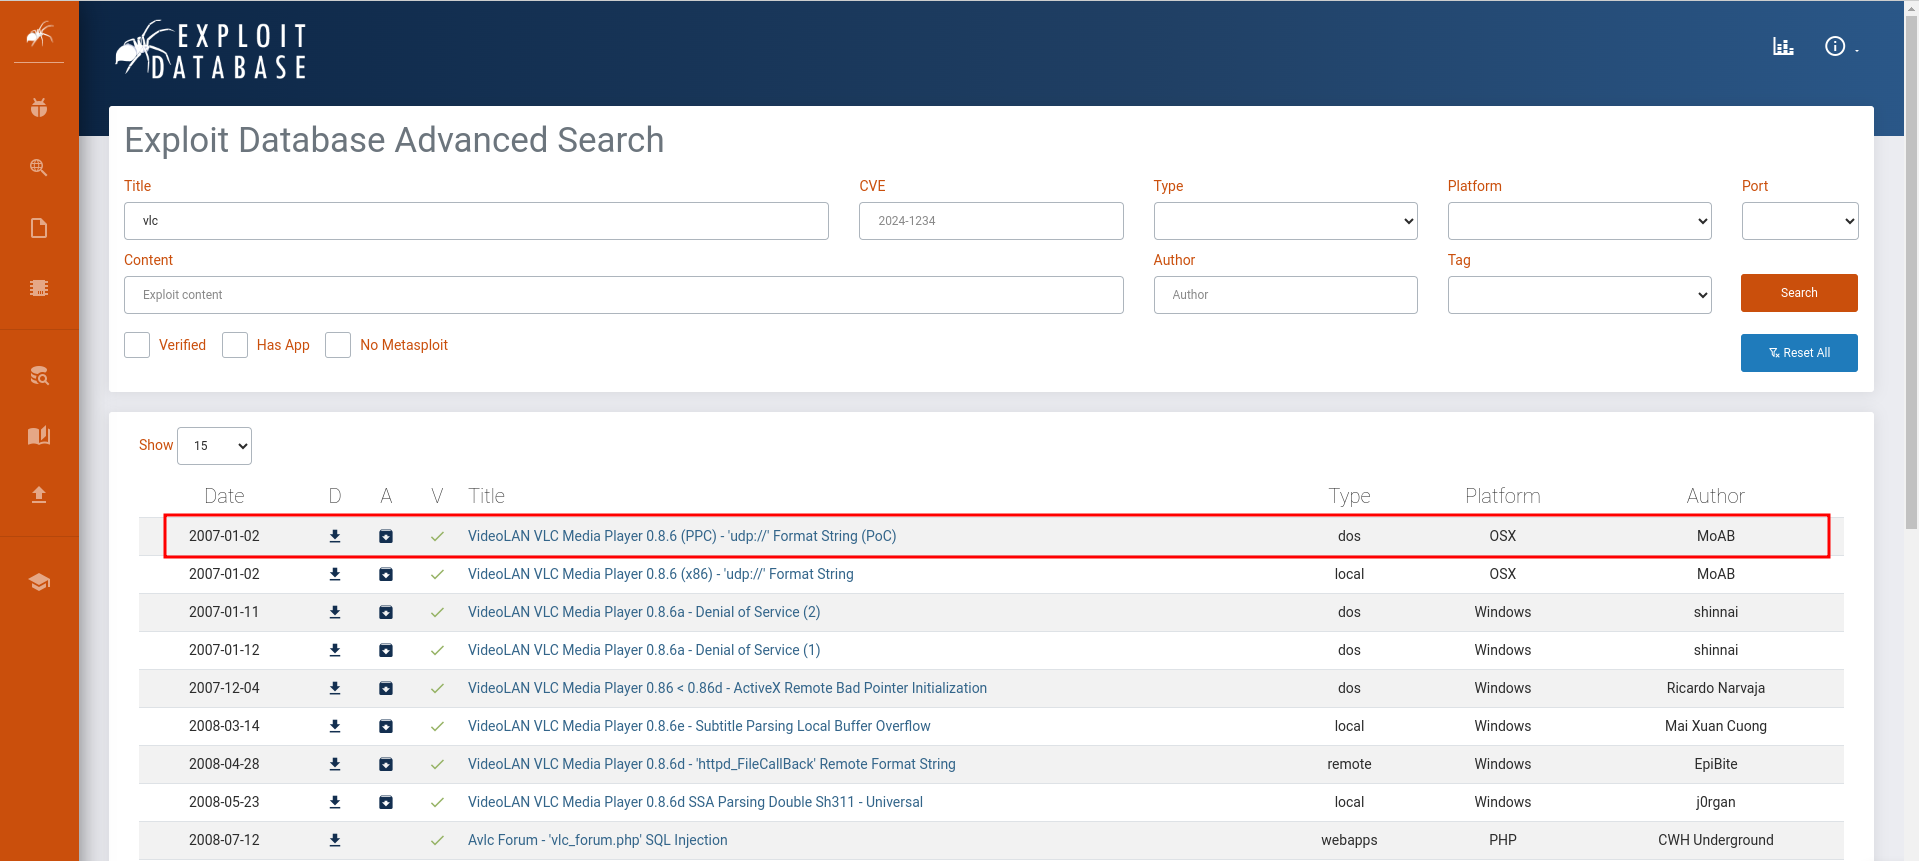 EXPLOIT
DATABASE
Exploit Database Advanced Search
Title CVE Type Platform Port
vlc 2024-1234
Content Author Tag
Exploit content Author Search
Verified Has App No Metasploit
Reset All
Show 15
Date D A V Title Type Platform Author
2007-01-02 VideoLAN VLC Media Player 0.8.6 (PPC) - 'udp://' Format String (PoC) dos OSX MoAB
2007-01-02 VideoLAN VLC Media Player 0.8.6 (x86) - 'udp://' Format String local OSX MoAB
2007-01-11 VideoLAN VLC Media Player 0.8.6a - Denial of Service (2) dos Windows shinnai
2007-01-12 VideoLAN VLC Media Player 0.8.6a - Denial of Service (1) dos Windows shinnai
2007-12-04 VideoLAN VLC Media Player 0.86 < 0.86d - ActiveX Remote Bad Pointer Initialization dos Windows Ricardo Narvaja
2008-03-14 VideoLAN VLC Media Player 0.8.6e - Subtitle Parsing Local Buffer Overflow local Windows Mai Xuan Cuong
2008-04-28 VideoLAN VLC Media Player 0.8.6d - 'httpd_FileCallBack' Remote Format String remote Windows EpiBite
2008-05-23 VideoLAN VLC Media Player 0.8.6d SSA Parsing Double Sh311 - Universal local Windows j0rgan
2008-07-12 Avlc Forum - 'vlc_forum.php' SQL Injection webapps PHP CWH Underground